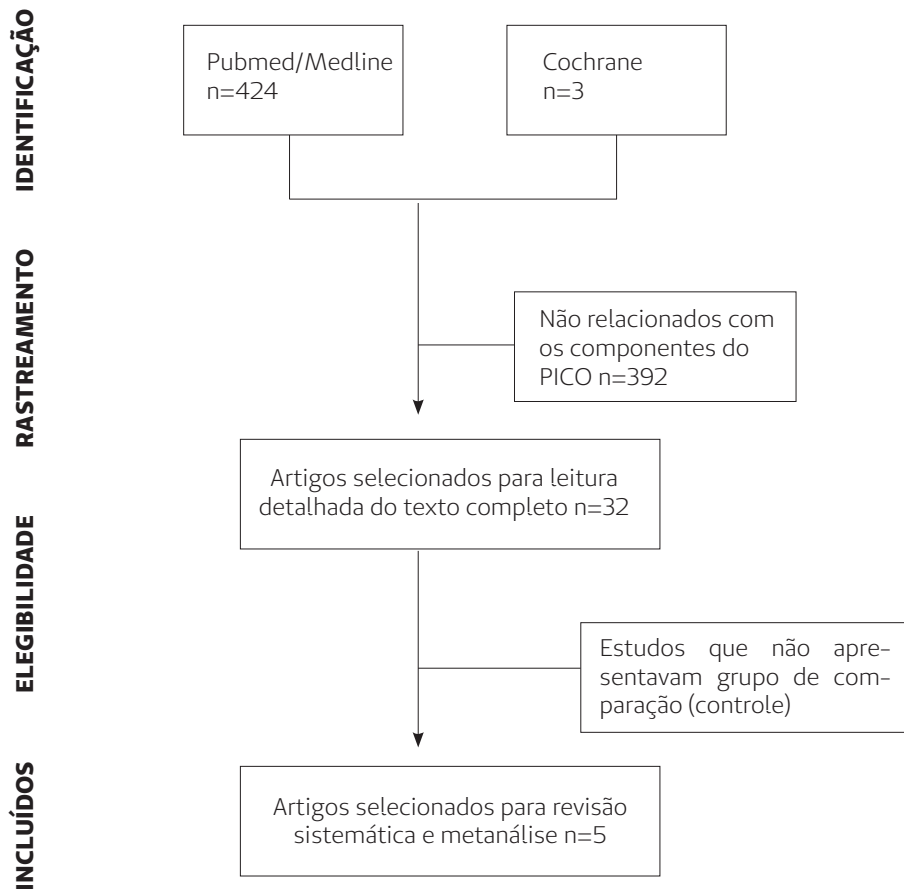 IDENTIFICAÇÃO
Pubmed/Medline
n=424
Cochrane
n=3
RASTREAMENTO
Não relacionados com
os componentes do
PICO n=392
Artigos selecionados para leitura
detalhada do texto completo n=32
ELEGIBILIDADE
Estudos que não apre-
sentavam grupo de com-
paração (controle)
INCLUÍDOS
Artigos selecionados para revisão
sistemática e metanálise n=5